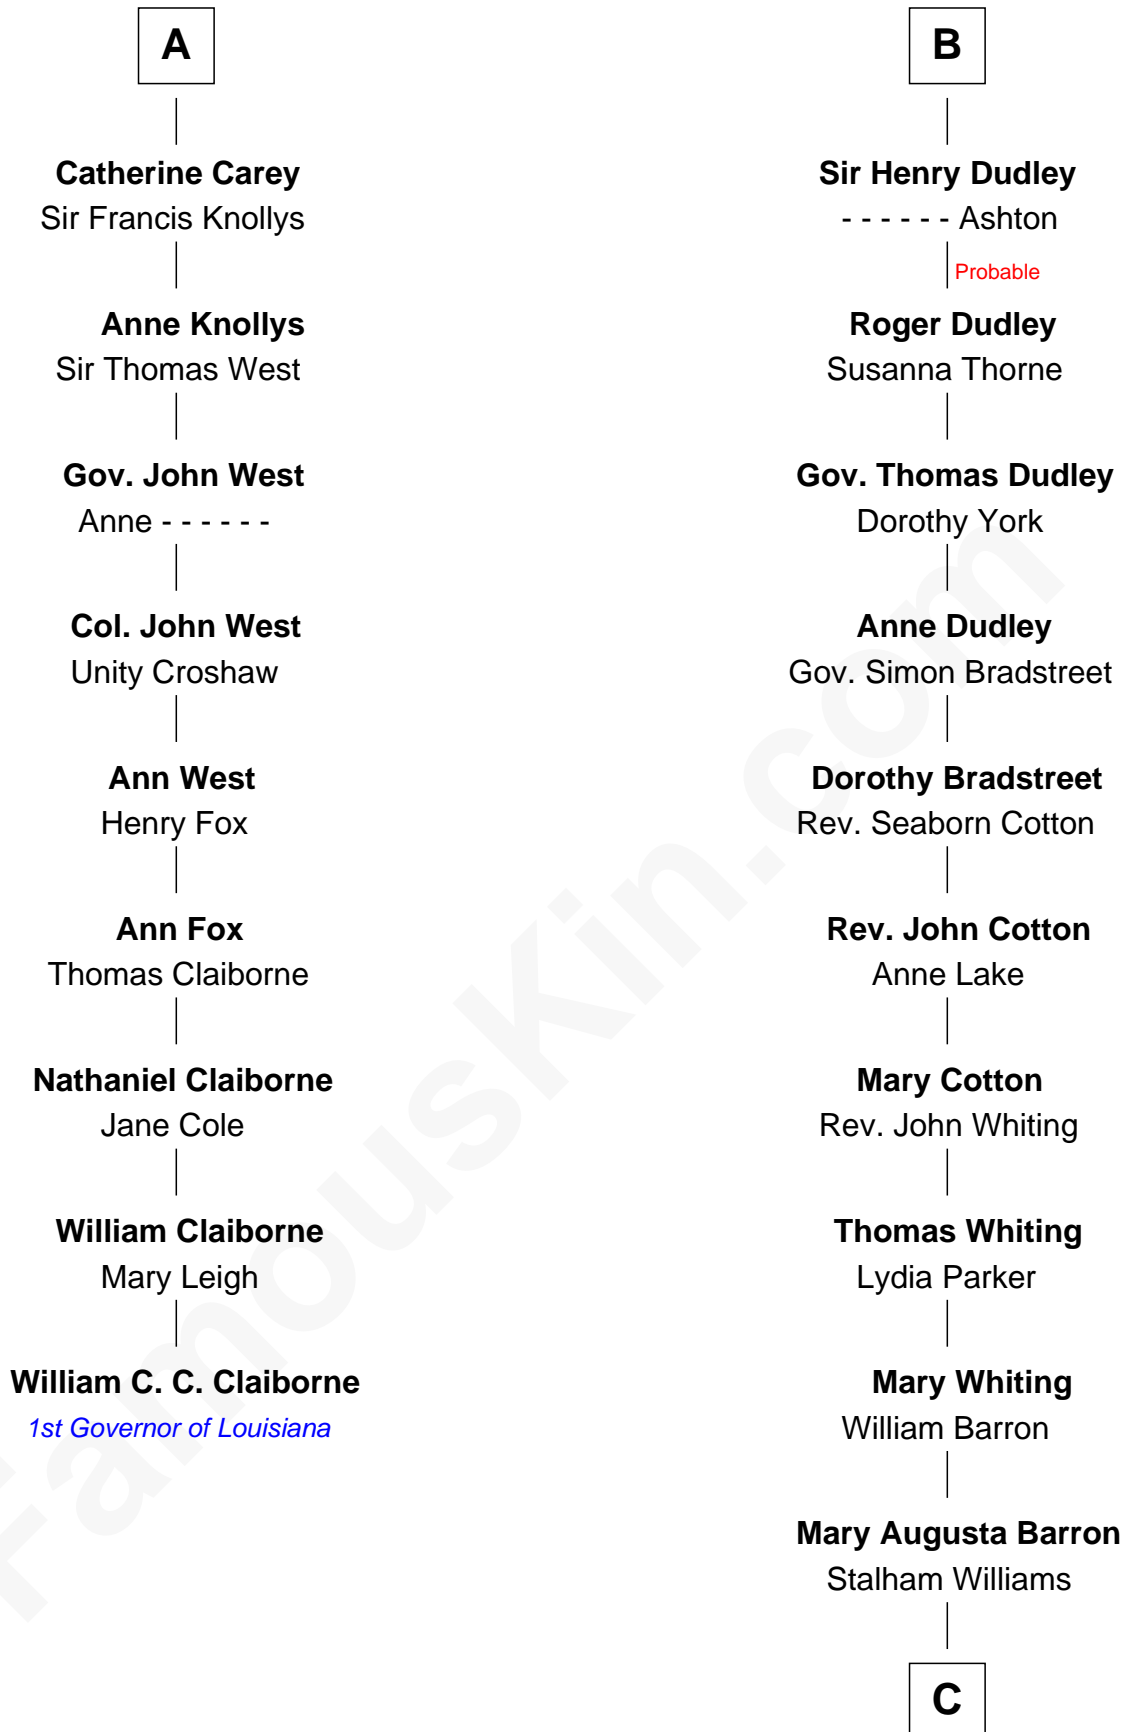 A
Catherine Carey
Sir Francis Knollys
Anne Knollys
Sir Thomas West
Gov. John West
Anne - - - - - -
Col. John West
Unity Croshaw
Ann West
Henry Fox
Ann Fox
Thomas Claiborne
Nathaniel Claiborne
Jane Cole
William Claiborne
Mary Leigh
William C. C. Claiborne
1st Governor of Louisiana
B
Sir Henry Dudley
- - - - - - Ashton
Probable
Roger Dudley
Susanna Thorne
Gov. Thomas Dudley
Dorothy York
Anne Dudley
Gov. Simon Bradstreet
Dorothy Bradstreet
Rev. Seaborn Cotton
Rev. John Cotton
Anne Lake
Mary Cotton
Rev. John Whiting
Thomas Whiting
Lydia Parker
Mary Whiting
William Barron
Mary Augusta Barron
Stalham Williams
C
FamousKin.com